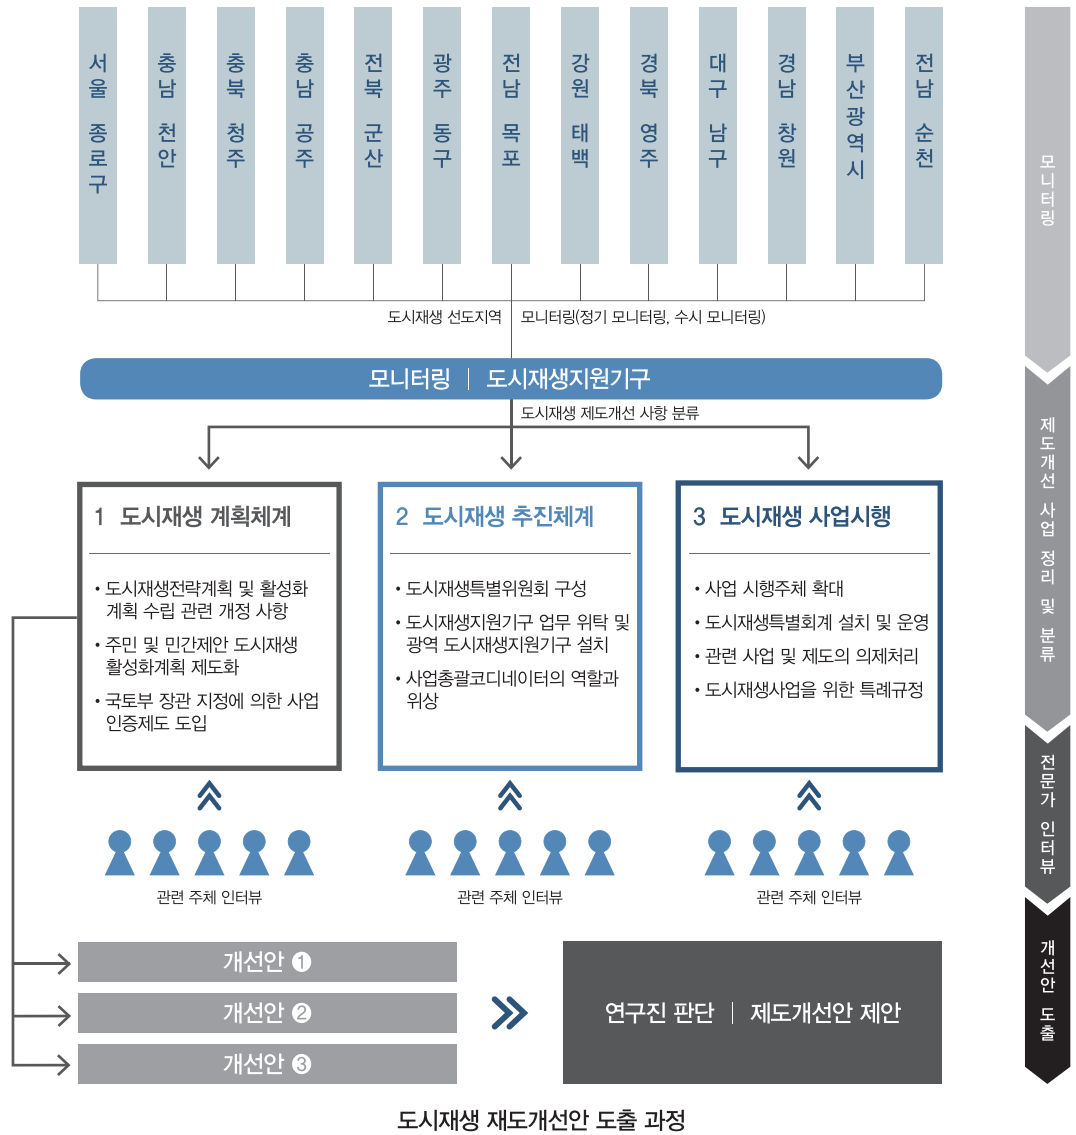 서울 종로구
충남 천안
충북 청주
충남 공주
전북 군산
광주 동구
전남 목포
강원 태백
경북 영주
대구 남구
경남 창원
부산광역시
전남 순천
도시재생 선도지역
모니터링(정기 모니터링, 수시 모니터링)
모니터링 | 도시재생지원기구
도시재생 제도개선 사항 분류
1 도시재생 계획체계
• 도시재생전략계획 및 활성화
계획 수립 관련 개정 사항
• 주민 및 민간제안 도시재생
활성화계획 제도화
• 국토부 장관 지정에 의한 사업
인증제도 도입
2 도시재생 추진체계
• 도시재생특별위원회 구성
• 도시재생지원기구 업무 위탁 및
광역 도시재생지원기구 설치
• 사업총괄코디네이터의 역할과
위상
3 도시재생 사업시행
• 사업 시행주체 확대
• 도시재생특별회계 설치 및 운영
• 관련 사업 및 제도의 의제처리
• 도시재생사업을 위한 특례규정
관련 주체 인터뷰
관련 주체 인터뷰
관련 주체 인터뷰
개선안 ❶
개선안 ❷
개선안 ❸
연구진 판단 | 제도개선안 제안
모니터링
제도개선 사업 정리 및 분류
전문가 인터뷰
개선안 도출
도시재생 재도개선안 도출 과정